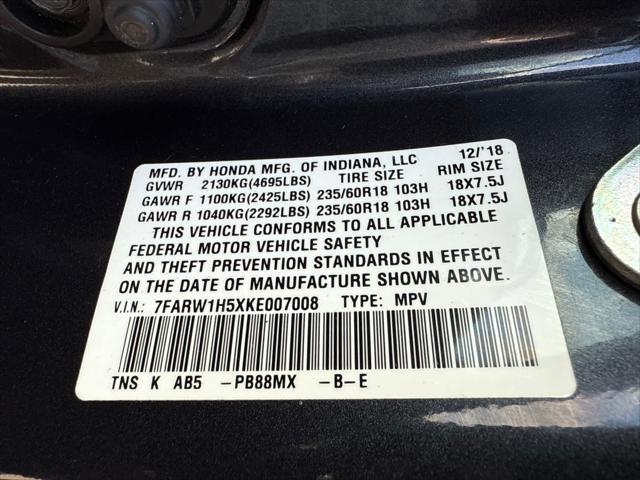 MFD. BY HONDA MFG. OF INDIANA, LLC 12/'18
GVWR 2130KG(4695LBS) TIRE SIZE RIM SIZE
GAWR F 1100KG(2425LBS) 235/60R18 103H 18X7.5J
GAWR R 1040KG(2292LBS) 235/60R18 103H 18X7.5J
THIS VEHICLE CONFORMS TO ALL APPLICABLE
FEDERAL MOTOR VEHICLE SAFETY
AND THEFT PREVENTION STANDARDS IN EFFECT
ON THE DATE OF MANUFACTURE SHOWN ABOVE.
V.I.N.: 7FARW1H5XKE007008 TYPE: MPV
TNS K AB5 -PB88MX -B-E